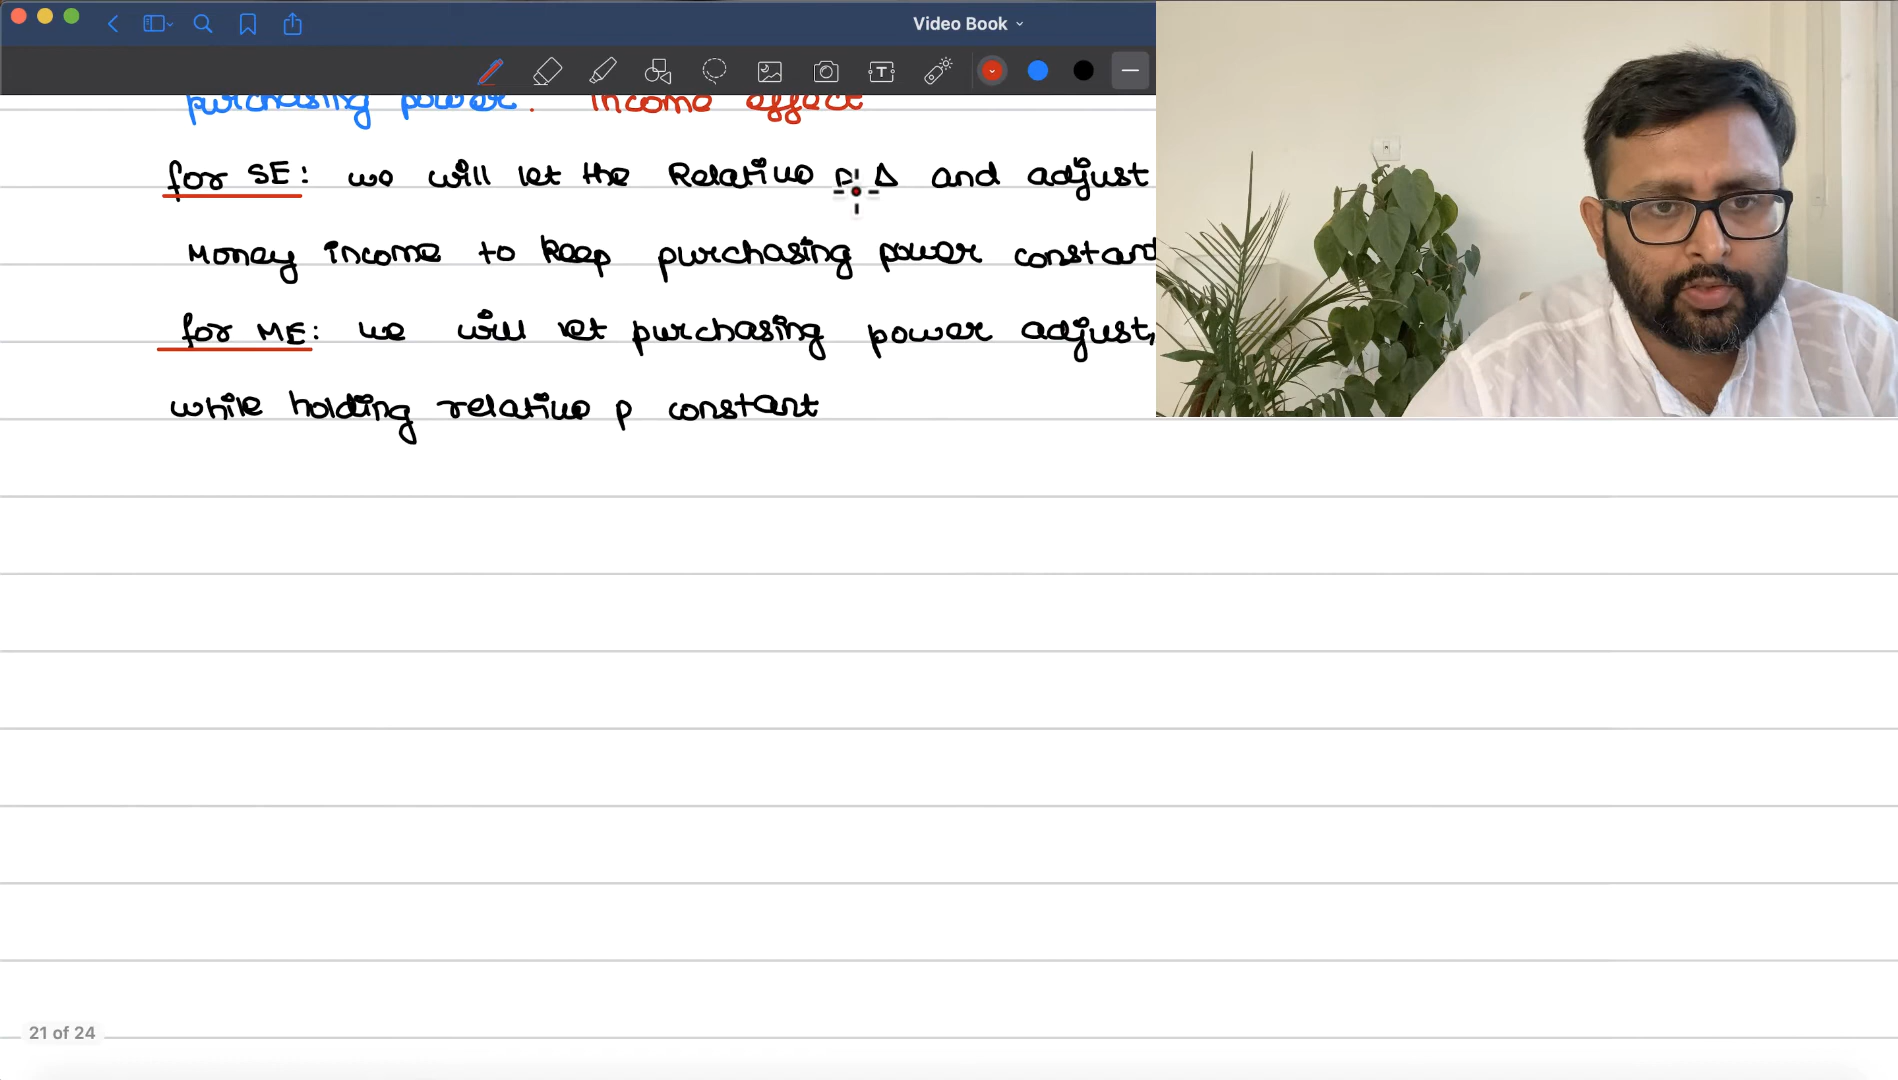 Video Book
purchasing power. Income effect
for SE: we will let the Relative P Δ and adjust
Money income to keep purchasing power constant
for ME: we will let purchasing power adjust,
while holding relative p constant
21 of 24